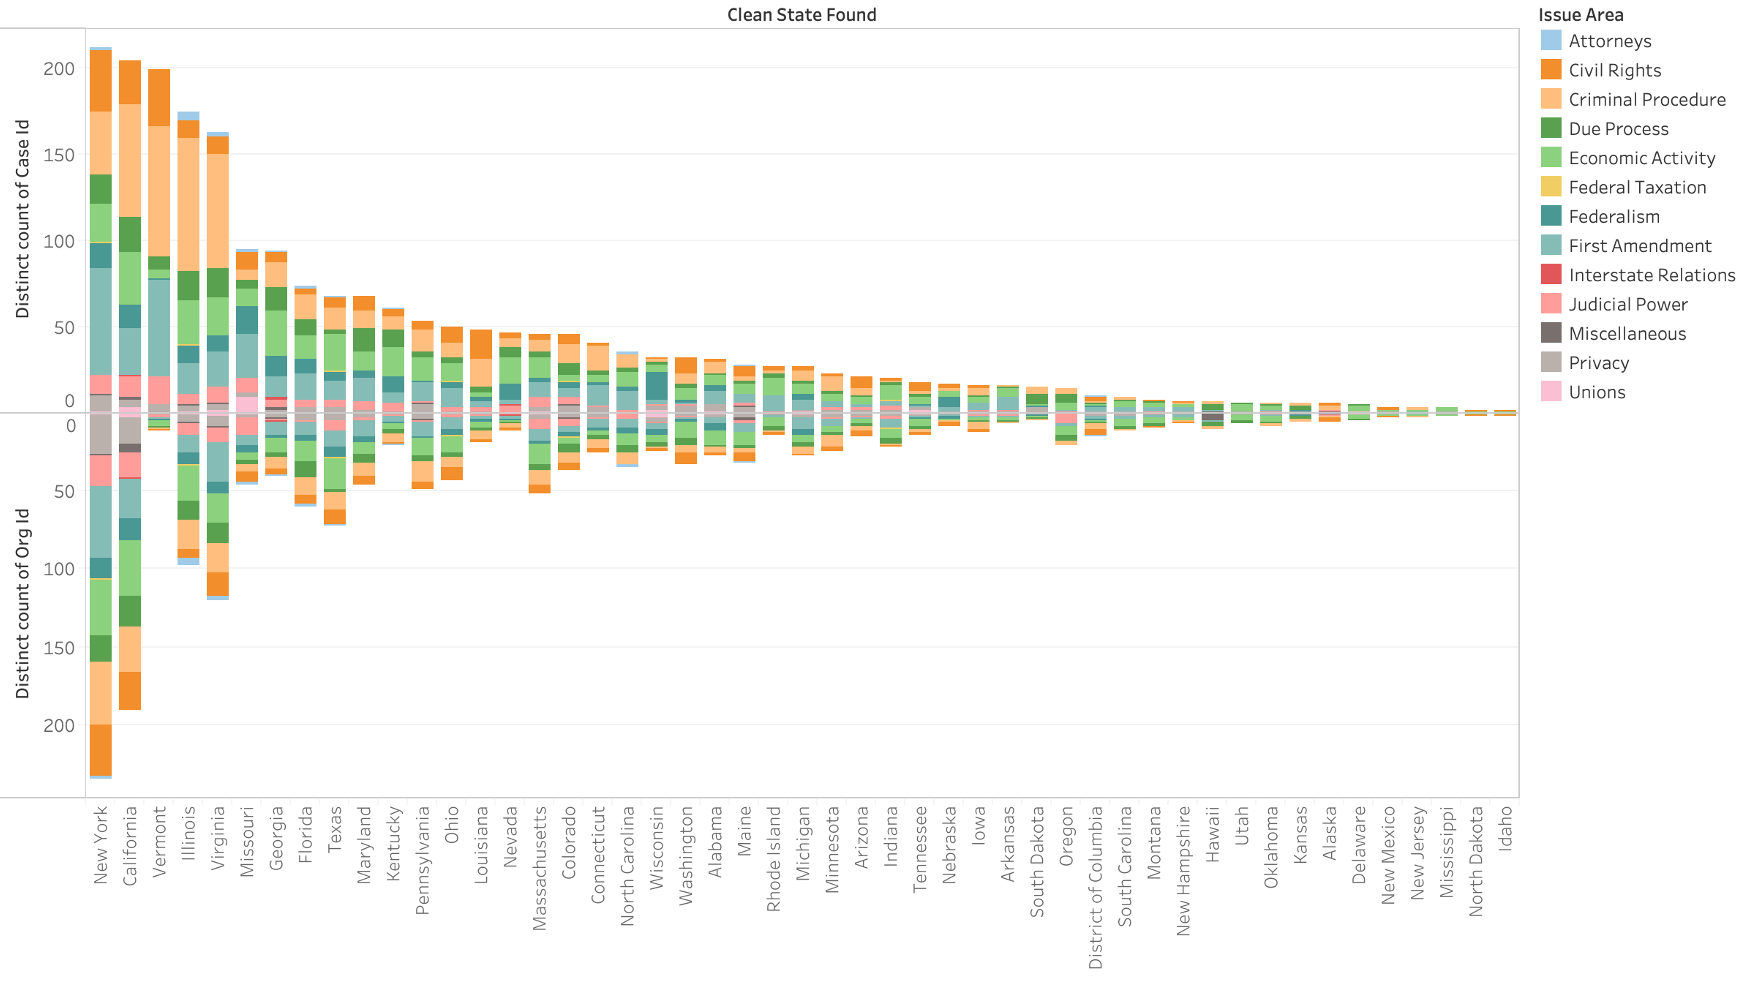 Clean State Found
Distinct count of Case Id
200
150
100
50
0
Distinct count of Org Id
0
50
100
150
200
New York
California
Vermont
Illinois
Virginia
Missouri
Georgia
Florida
Texas
Maryland
Kentucky
Pennsylvania
Ohio
Louisiana
Nevada
Massachusetts
Colorado
Connecticut
North Carolina
Wisconsin
Washington
Alabama
Maine
Rhode Island
Michigan
Minnesota
Arizona
Indiana
Tennessee
Nebraska
Iowa
Arkansas
South Dakota
Oregon
District of Columbia
South Carolina
Montana
New Hampshire
Hawaii
Utah
Oklahoma
Kansas
Alaska
Delaware
New Mexico
New Jersey
Mississippi
North Dakota
Idaho
Issue Area
Attorneys
Civil Rights
Criminal Procedure
Due Process
Economic Activity
Federal Taxation
Federalism
First Amendment
Interstate Relations
Judicial Power
Miscellaneous
Privacy
Unions